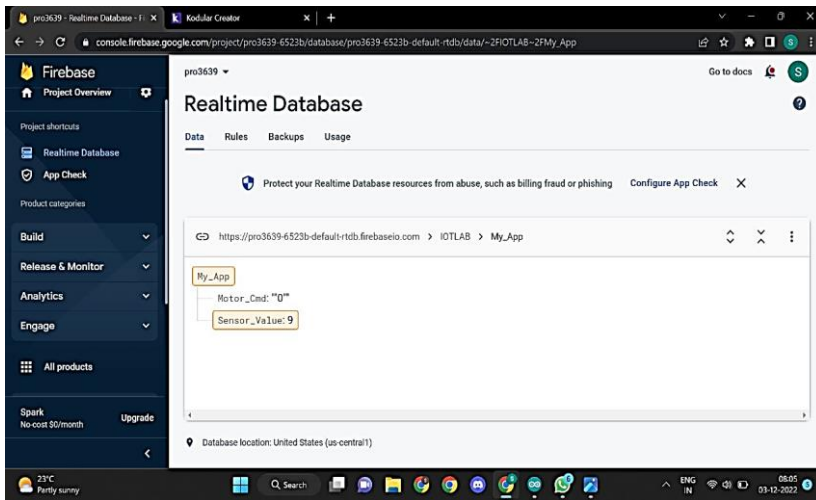 pro3639 - Realtime Database - Fi
Kodular Creator
console.firebase.google.com/project/pro3639-6523b/database/pro3639-6523b-default-rtdb/data/~2FIOTLAB~2FMy_App
S
Firebase
Project Overview
Project shortcuts
Realtime Database
App Check
Product categories
Build
Release & Monitor
Analytics
Engage
All products
Spark
No-cost $0/month
Upgrade
pro3639
Go to docs
S
Realtime Database
Data Rules Backups Usage
Protect your Realtime Database resources from abuse, such as billing fraud or phishing Configure App Check
https://pro3639-6523b-default-rtdb.firebaseio.com > IOTLAB > My_App
My_App
Motor_Cmd: ""0""
Sensor_Value: 9
Database location: United States (us-central1)
23°C
Partly sunny
Search
ENG
IN
08:05
03-12-2022